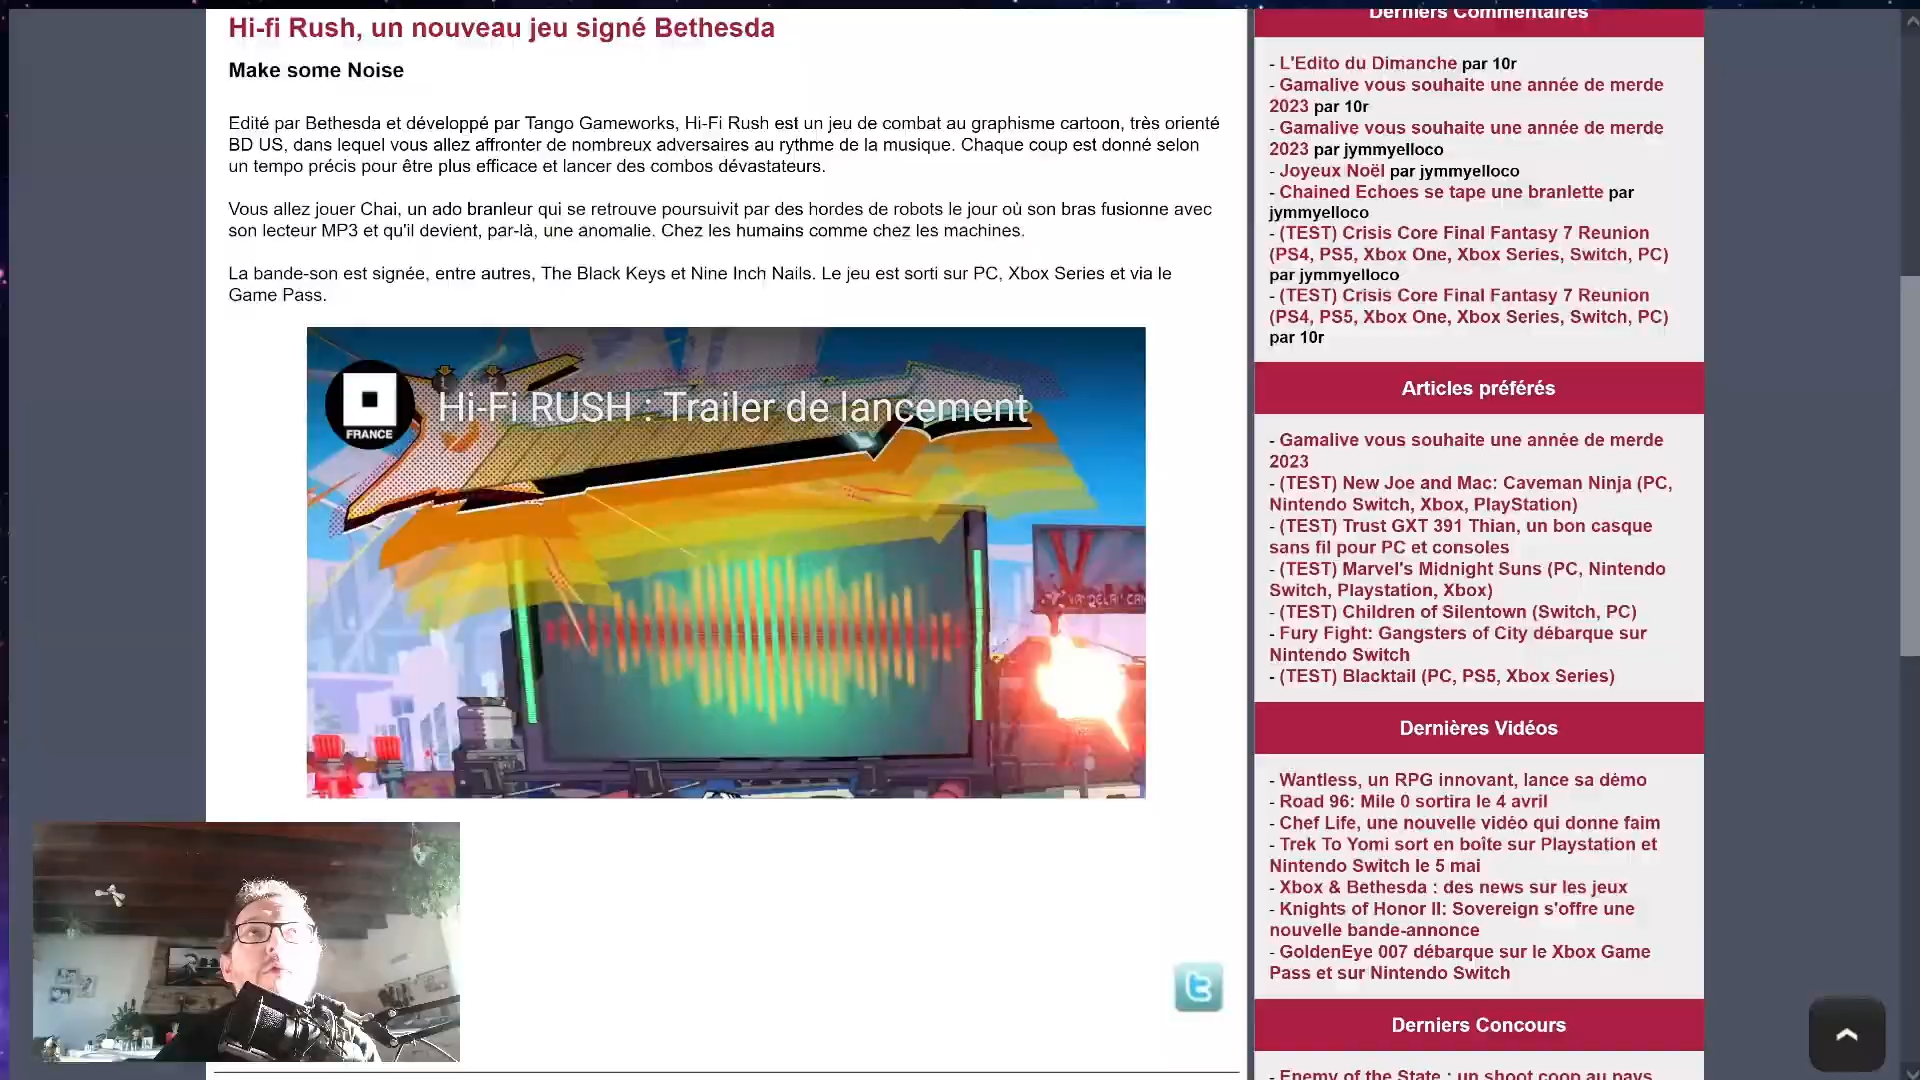 Hi-fi Rush, un nouveau jeu signé Bethesda
Make some Noise
Edité par Bethesda et développé par Tango Gameworks, Hi-Fi Rush est un jeu de combat au graphisme cartoon, très orienté
BD US, dans lequel vous allez affronter de nombreux adversaires au rythme de la musique. Chaque coup est donné selon
un tempo précis pour être plus efficace et lancer des combos dévastateurs.
Vous allez jouer Chai, un ado branleur qui se retrouve poursuivit par des hordes de robots le jour où son bras fusionne avec
son lecteur MP3 et qu'il devient, par-là, une anomalie. Chez les humains comme chez les machines.
La bande-son est signée, entre autres, The Black Keys et Nine Inch Nails. Le jeu est sorti sur PC, Xbox Series et via le
Game Pass.
FRANCE
Hi-Fi RUSH : Trailer de lancement
Derniers Commentaires
- L'Edito du Dimanche par 10r
- Gamalive vous souhaite une année de merde
2023 par 10r
- Gamalive vous souhaite une année de merde
2023 par jymmyelloco
- Joyeux Noël par jymmyelloco
- Chained Echoes se tape une branlette par
jymmyelloco
- (TEST) Crisis Core Final Fantasy 7 Reunion
(PS4, PS5, Xbox One, Xbox Series, Switch, PC)
par jymmyelloco
- (TEST) Crisis Core Final Fantasy 7 Reunion
(PS4, PS5, Xbox One, Xbox Series, Switch, PC)
par 10r
Articles préférés
- Gamalive vous souhaite une année de merde
2023
- (TEST) New Joe and Mac: Caveman Ninja (PC,
Nintendo Switch, Xbox, PlayStation)
- (TEST) Trust GXT 391 Thian, un bon casque
sans fil pour PC et consoles
- (TEST) Marvel's Midnight Suns (PC, Nintendo
Switch, Playstation, Xbox)
- (TEST) Children of Silentown (Switch, PC)
- Fury Fight: Gangsters of City débarque sur
Nintendo Switch
- (TEST) Blacktail (PC, PS5, Xbox Series)
Dernières Vidéos
- Wantless, un RPG innovant, lance sa démo
- Road 96: Mile 0 sortira le 4 avril
- Chef Life, une nouvelle vidéo qui donne faim
- Trek To Yomi sort en boîte sur Playstation et
Nintendo Switch le 5 mai
- Xbox & Bethesda : des news sur les jeux
- Knights of Honor II: Sovereign s'offre une
nouvelle bande-annonce
- GoldenEye 007 débarque sur le Xbox Game
Pass et sur Nintendo Switch
Derniers Concours
- Enemy of the State : un shoot coop au pays